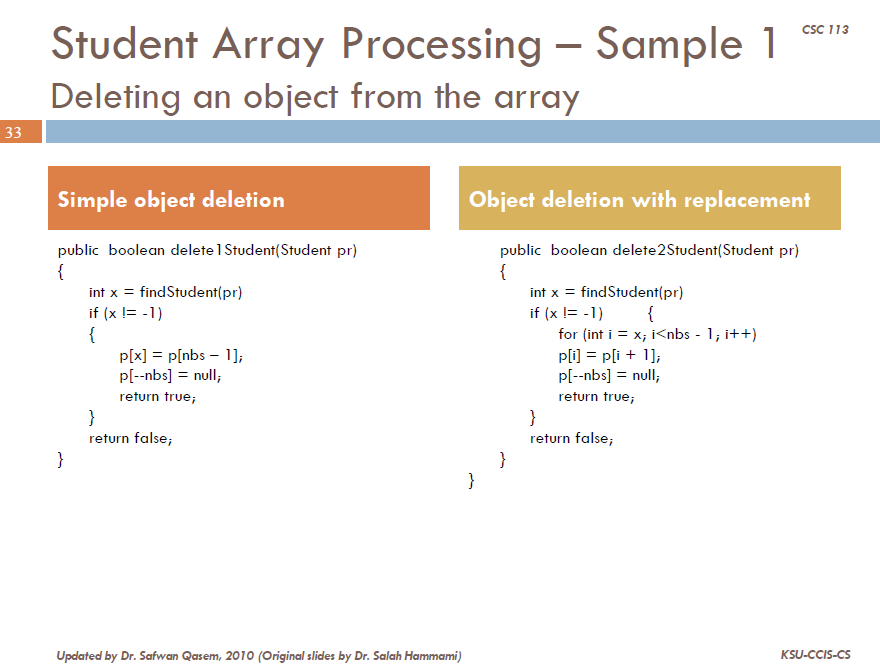 Student Array Processing – Sample 1
CSC 113
Deleting an object from the array
33
Simple object deletion
public boolean delete1Student(Student pr)
{
int x = findStudent(pr)
if (x != -1)
{
p[x] = p[nbs – 1];
p[--nbs] = null;
return true;
}
return false;
}
Object deletion with replacement
public boolean delete2Student(Student pr)
{
int x = findStudent(pr)
if (x != -1) {
for (int i = x; i<nbs - 1; i++)
p[i] = p[i + 1];
p[--nbs] = null;
return true;
}
return false;
}
}
Updated by Dr. Safwan Qasem, 2010 (Original slides by Dr. Salah Hammami)
KSU-CCIS-CS